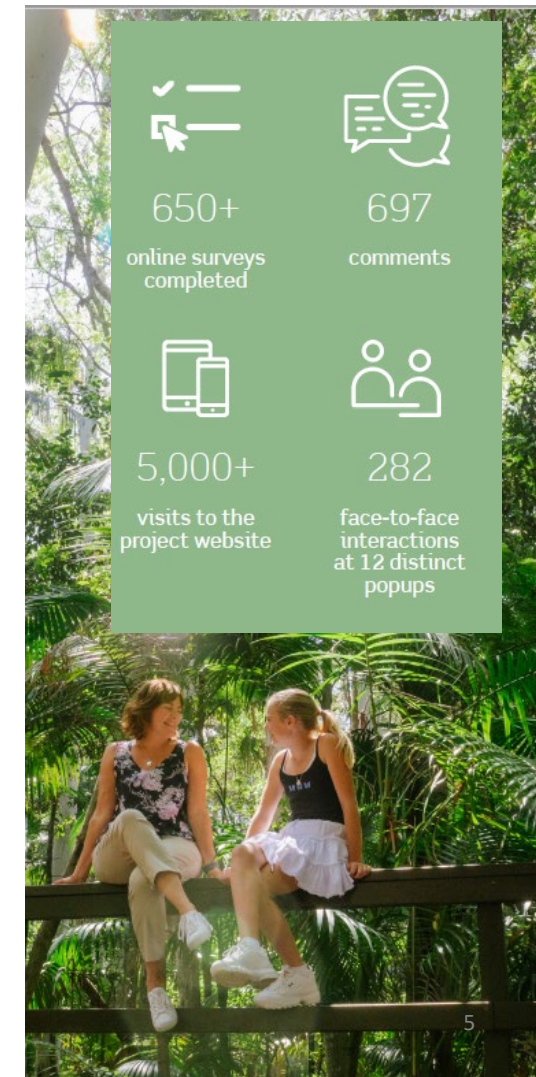 650+
online surveys
completed
697
comments
5,000+
visits to the
project website
282
face-to-face
interactions
at 12 distinct
popups
5